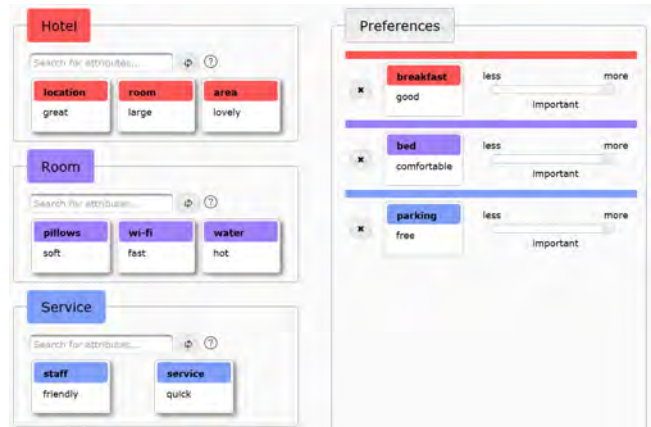 Hotel
Search for attributes...
location room area
great large lovely
Room
Search for attributes...
pillows wi-fi water
soft fast hot
Service
Search for attributes...
staff service
friendly quick
Preferences
breakfast less more
good important
bed less more
comfortable important
parking less more
free important